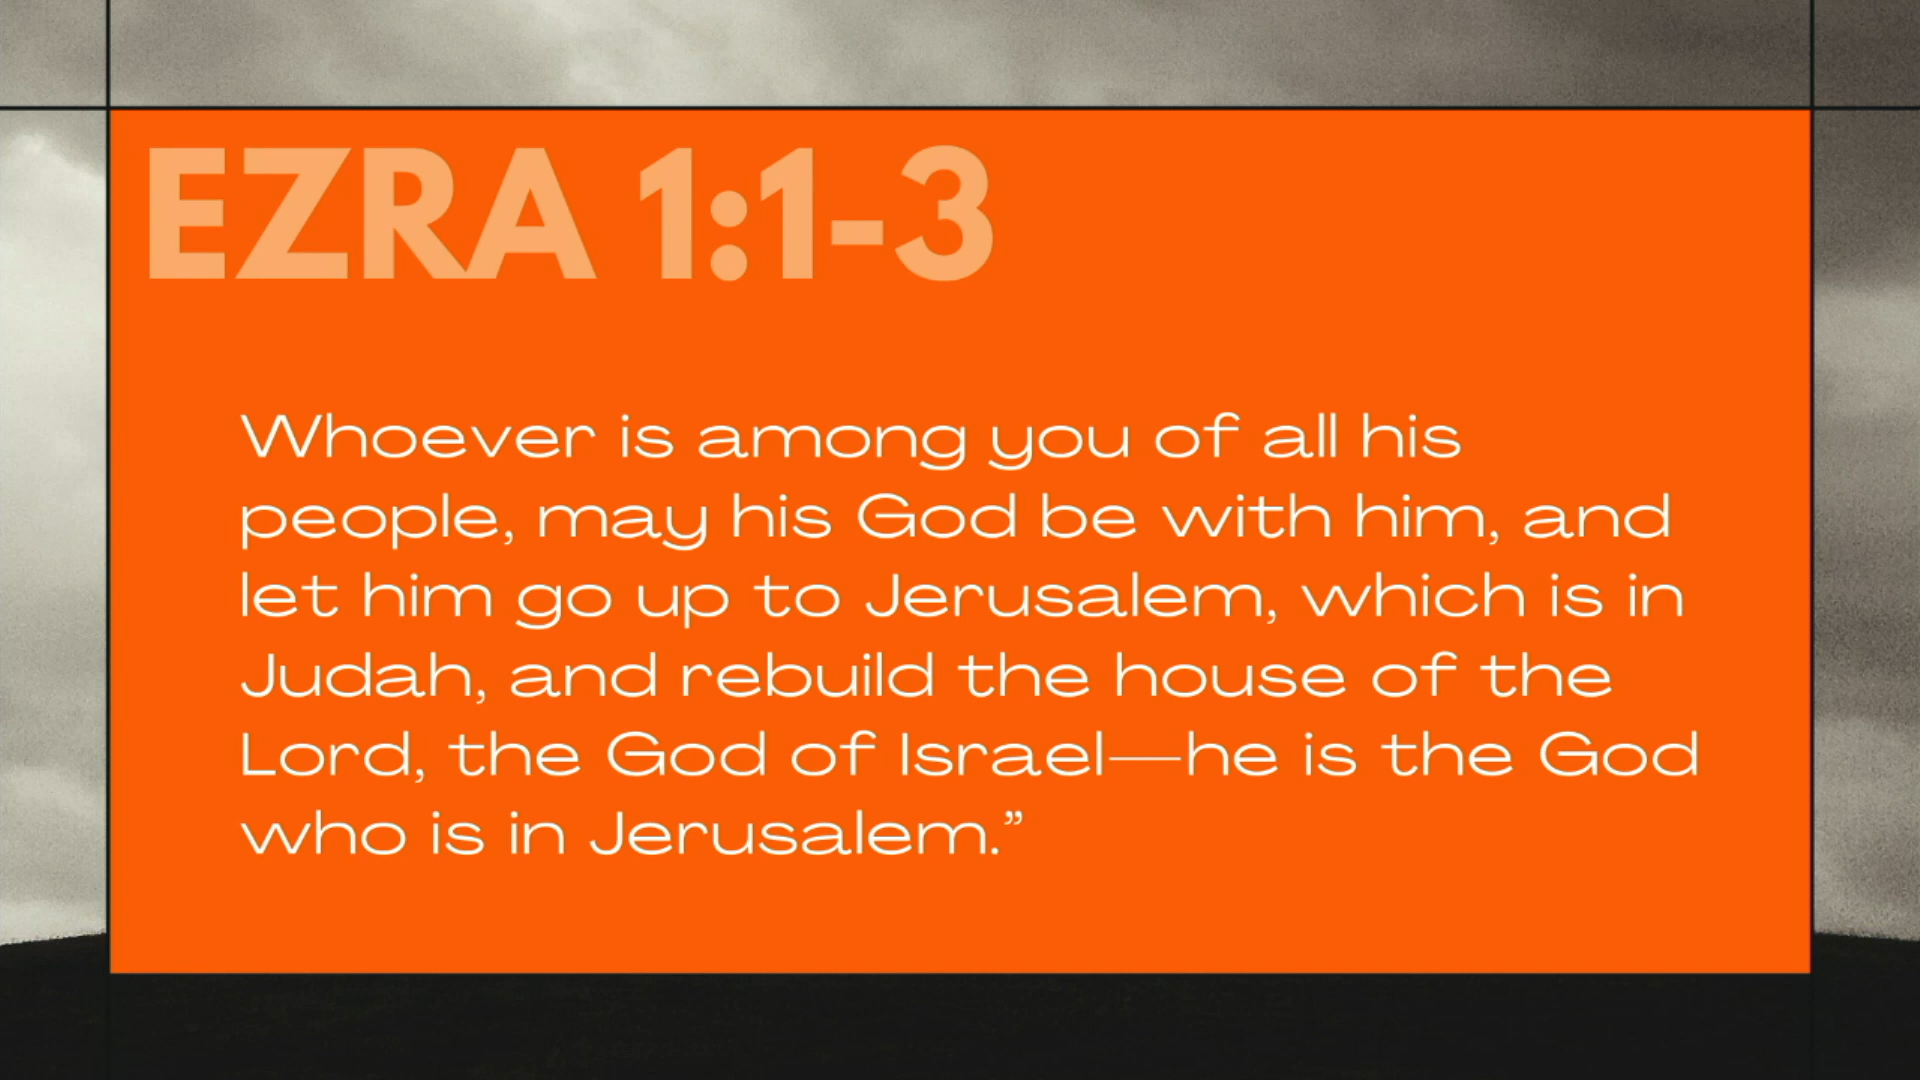 EZRA 1:1-3
Whoever is among you of all his
people, may his God be with him, and
let him go up to Jerusalem, which is in
Judah, and rebuild the house of the
Lord, the God of Israel—he is the God
who is in Jerusalem.”